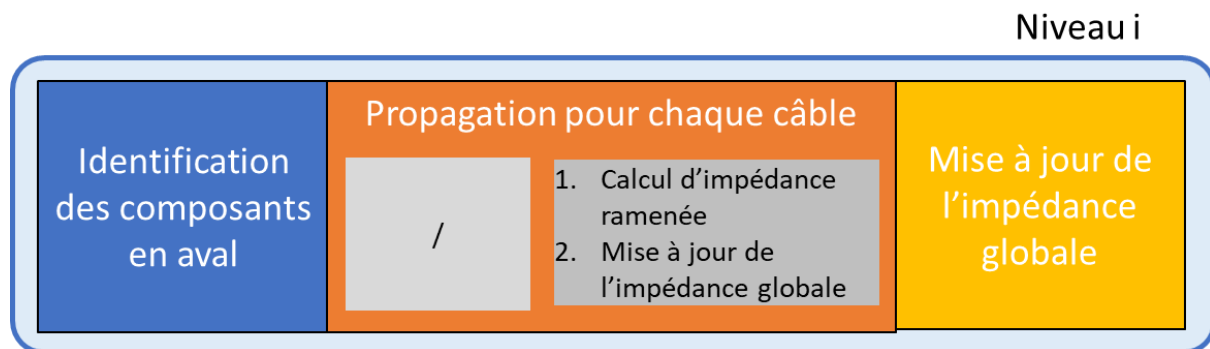 Niveau i
Identification
des composants
en aval
Propagation pour chaque câble
/
1. Calcul d’impédance
ramenée
2. Mise à jour de
l’impédance globale
Mise à jour de
l’impédance
globale